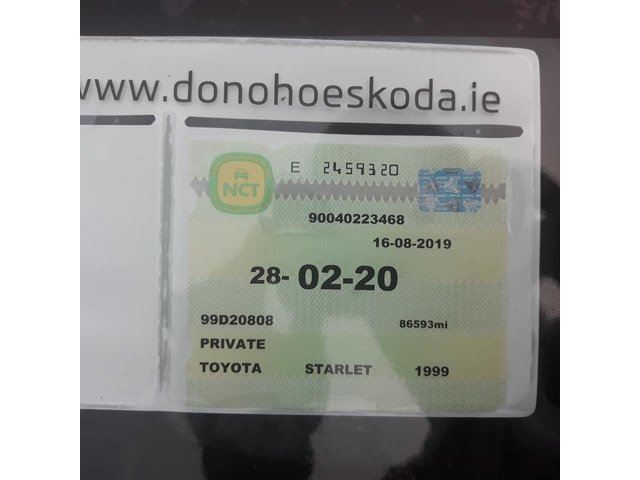 www.donohoeskoda.ie
NCT
E 2459320
90040223468
16-08-2019
28-02-20
99D20808 86593mi
PRIVATE
TOYOTA STARLET 1999